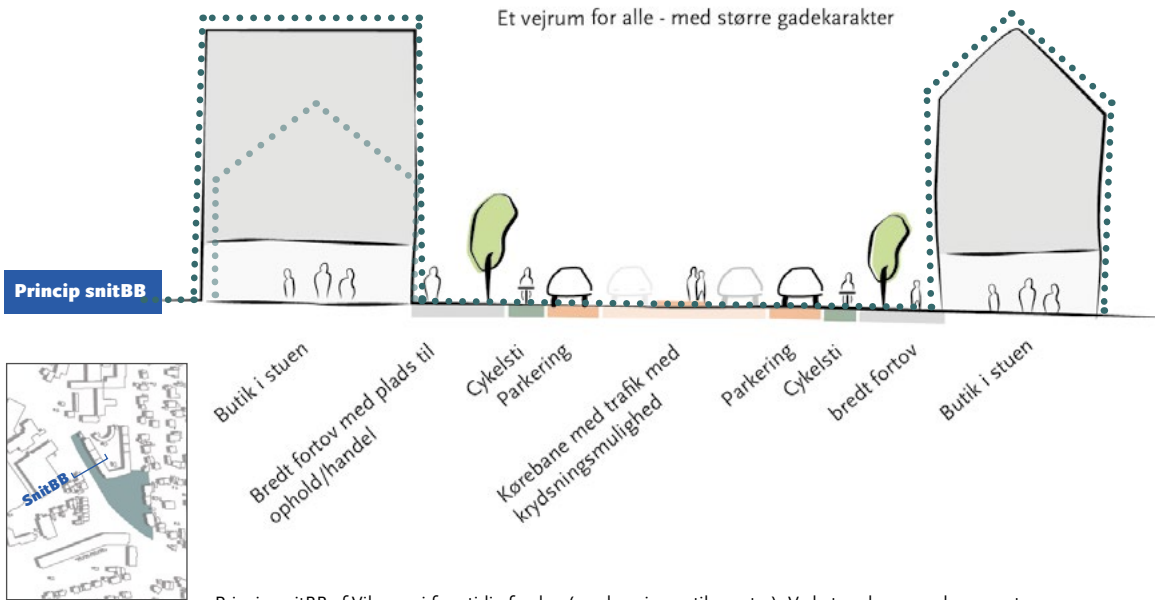 Et vejrum for alle - med større gadekarakter
Princip snitBB
Butik i stuen
Bredt fortov med plads til
ophold/handel
Cykelsti
Parkering
Kørebane med trafik med
krydsningsmulighed
Parkering
Cykelsti
bredt fortov
Butik i stuen
SnitBB